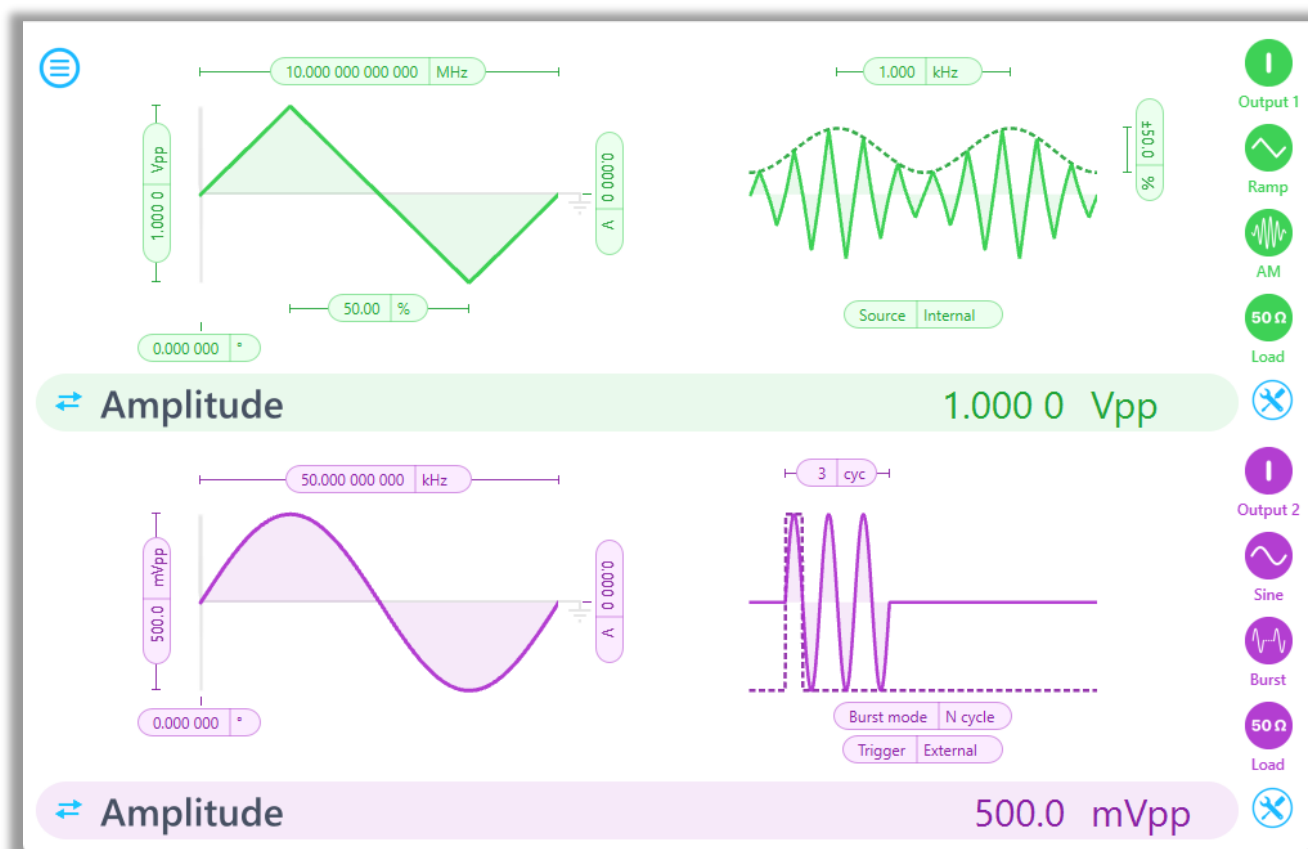 10.000 000 000 000 MHz
1.000 kHz
Output 1
1.000 0 Vpp
0.000 0 V
±50.0 %
Ramp
AM
50.00 %
Source Internal
50 Ω
Load
0.000 000 °
Amplitude 1.000 0 Vpp
50.000 000 000 kHz
3 cyc
Output 2
500.0 mVpp
0.000 0 V
Sine
Burst
0.000 000 °
Burst mode N cycle
50 Ω
Trigger External
Load
Amplitude 500.0 mVpp